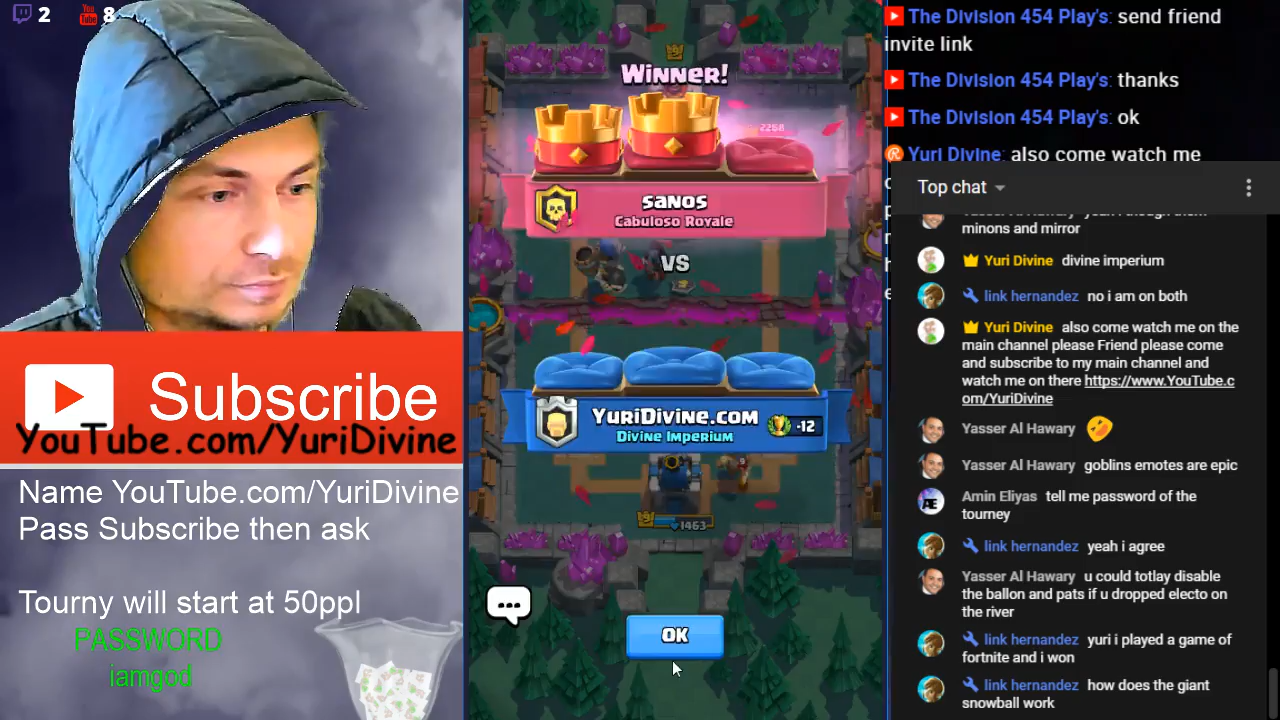 2 8
Subscribe
YouTube.com/YuriDivine
Name YouTube.com/YuriDivine
Pass Subscribe then ask
Tourny will start at 50ppl
PASSWORD
iamgod
Winner!
2268
sanos
Cabuloso Royale
VS
YuriDivine.com
Divine Imperium
-12
1463
OK
The Division 454 Play's: send friend
invite link
The Division 454 Play's: thanks
The Division 454 Play's: ok
Yuri Divine: also come watch me
Top chat
minons and mirror
Yuri Divine divine imperium
link hernandez no i am on both
Yuri Divine also come watch me on the
main channel please Friend please come
and subscribe to my main channel and
watch me on there https://www.YouTube.c
om/YuriDivine
Yasser Al Hawary 🤣
Yasser Al Hawary goblins emotes are epic
Amin Eliyas tell me password of the
tourney
link hernandez yeah i agree
Yasser Al Hawary u could totlay disable
the ballon and pats if u dropped electo on
the river
link hernandez yuri i played a game of
fortnite and i won
link hernandez how does the giant
snowball work